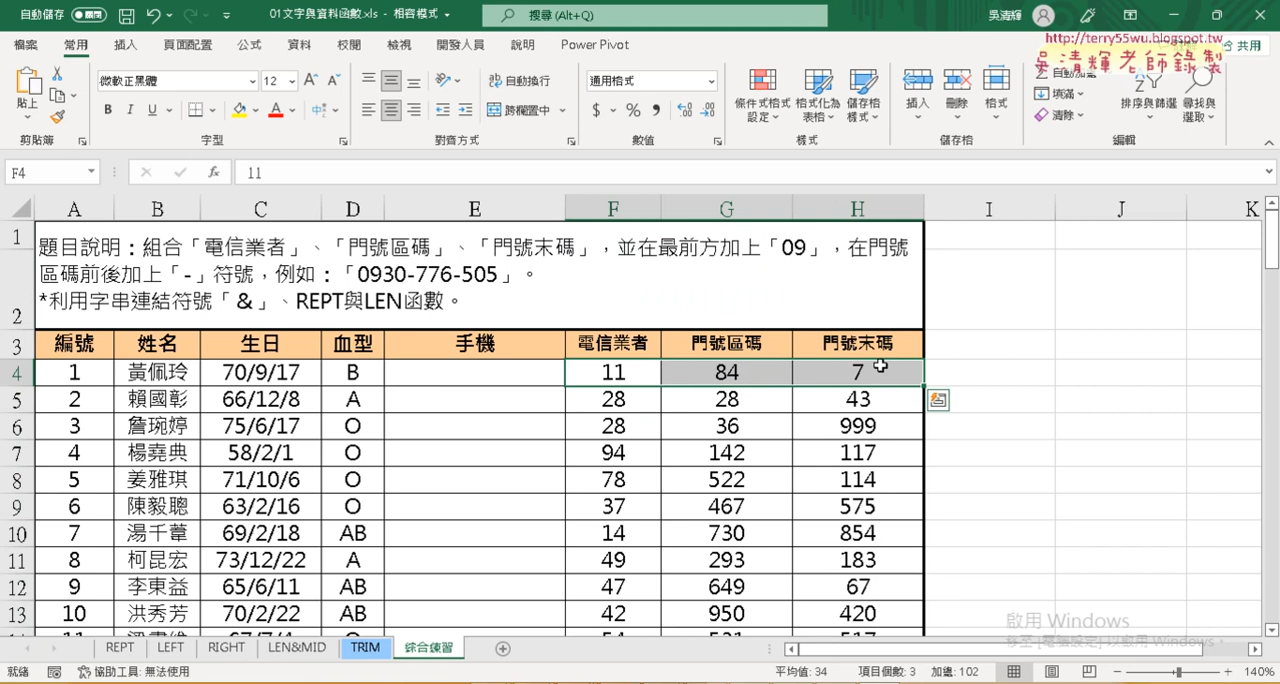 自動儲存 關閉 01文字與資料函數.xls - 相容模式 搜尋 (Alt+Q) 吳清輝
http://terry55wu.blogspot.tw
吳清輝老師錄製
檔案 常用 插入 頁面配置 公式 資料 校閱 檢視 開發人員 說明 Power Pivot 共用
貼上 微軟正黑體 12 自動換行 通用格式 條件式格式設定 格式化為表格 儲存格樣式 插入 刪除 格式 自動加總
B I U 跨欄置中 $ % 填滿 排序與篩選 尋找與選取
清除
剪貼簿 字型 對齊方式 數值 樣式 儲存格 編輯
F4 fx 11
A B C D E F G H I J K
1 題目說明：組合「電信業者」、「門號區碼」、「門號末碼」，並在最前方加上「09」，在門號
區碼前後加上「-」符號，例如：「0930-776-505」。
2 *利用字串連結符號「&」、REPT與LEN函數。
3 編號 姓名 生日 血型 手機 電信業者 門號區碼 門號末碼
4 1 黃佩玲 70/9/17 B 11 84 7
5 2 賴國彰 66/12/8 A 28 28 43
6 3 詹琬婷 75/6/17 O 28 36 999
7 4 楊堯典 58/2/1 O 94 142 117
8 5 姜雅琪 71/10/6 O 78 522 114
9 6 陳毅聰 63/2/16 O 37 467 575
10 7 湯千葦 69/2/18 AB 14 730 854
11 8 柯昆宏 73/12/22 A 49 293 183
12 9 李東益 65/6/11 AB 47 649 67
13 10 洪秀芳 70/2/22 AB 42 950 420
啟用 Windows
移至 [電腦設定] 以啟用 Windows。
REPT LEFT RIGHT LEN&MID TRIM 綜合練習
就緒 協助工具: 無法使用 平均值: 34 項目個數: 3 加總: 102 140%